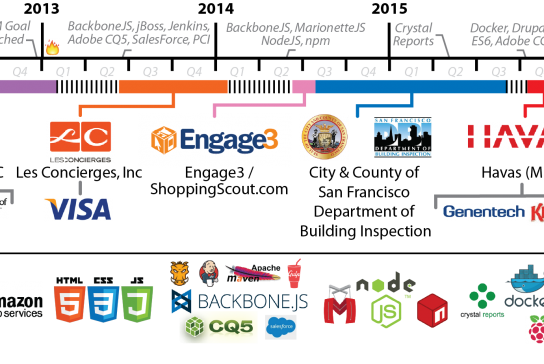 2013
2014
2015
M Goal
ched
BackboneJS, jBoss, Jenkins,
Adobe CQ5, SalesForce, PCI
BackboneJS, MarionetteJS
NodeJS, npm
Crystal
Reports
Docker, Drupa
ES6, Adobe CQ
Q4 Q1 Q2 Q3 Q4 Q1 Q2 Q3 Q4 Q1 Q2 Q3 Q4
LC
LES CONCIERGES
Engage3
SAN FRANCISCO
DEPARTMENT OF
BUILDING INSPECTION
HAVA
C
Les Concierges, Inc
Engage3 /
ShoppingScout.com
City & County of
San Francisco
Department of
Building Inspection
Havas (M
of
VISA
Genentech
HTML CSS JS
5 3
mazon
services
Apache
maven
Gulp
BACKBONE.JS
CQ5
salesforce
M
node
JS
n
crystal reports
docke